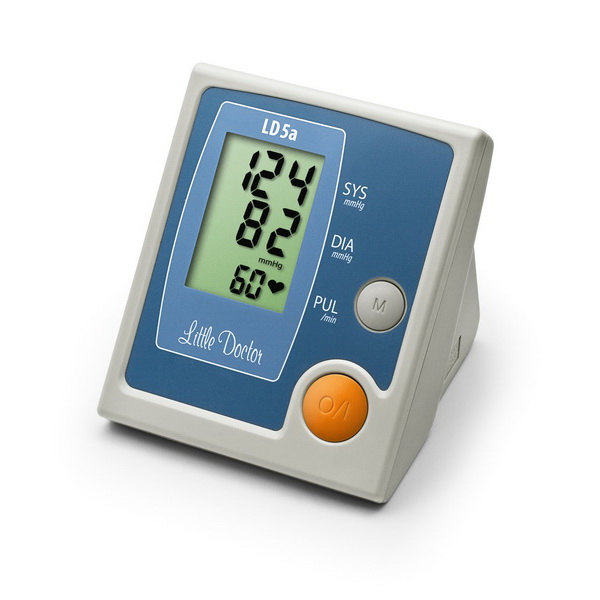 LD5a
124
SYS
mmHg
82
DIA
mmHg
mmHg
60
PUL
/min
M
Little Doctor
O/I